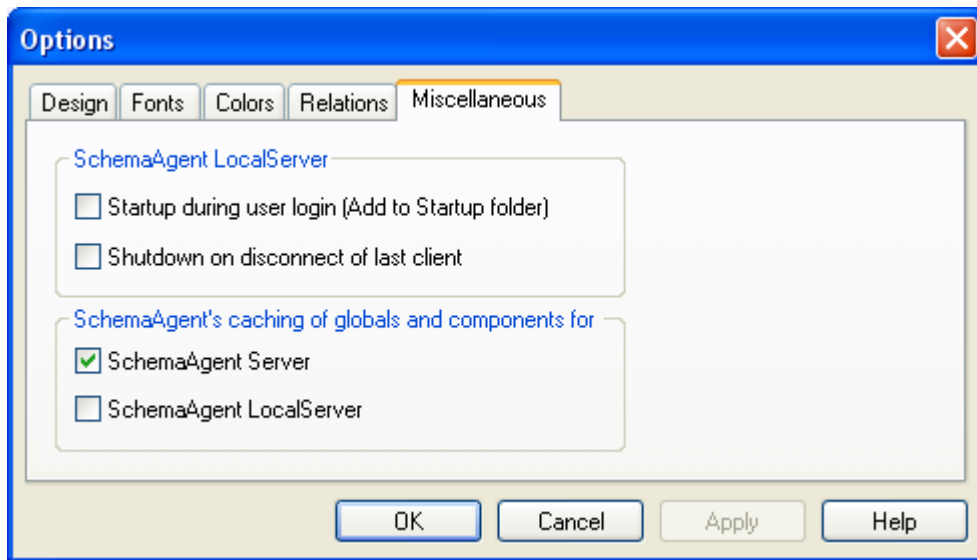 Options
Design Fonts Colors Relations Miscellaneous
SchemaAgent LocalServer
Startup during user login (Add to Startup folder)
Shutdown on disconnect of last client
SchemaAgent's caching of globals and components for
SchemaAgent Server
SchemaAgent LocalServer
OK Cancel Apply Help